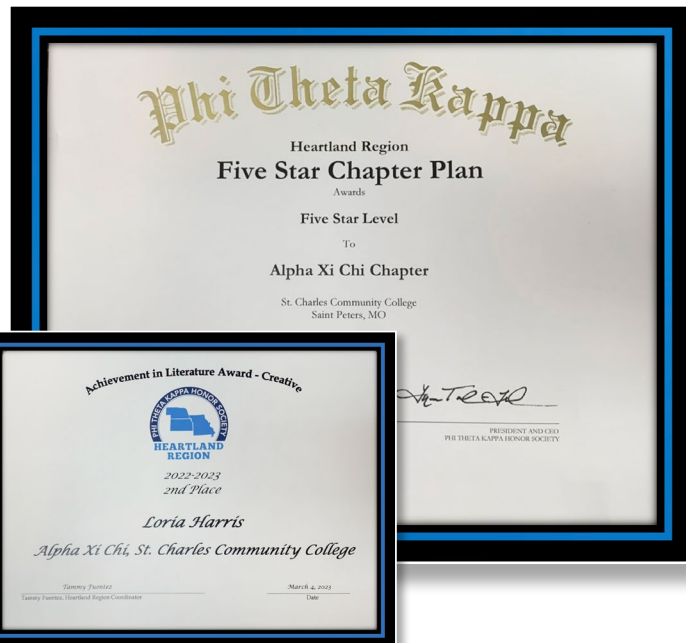 Phi Theta Kappa
Heartland Region
Five Star Chapter Plan
Awards
Five Star Level
To
Alpha Xi Chi Chapter
St. Charles Community College
Saint Peters, MO
PRESIDENT AND CEO
PHI THETA KAPPA HONOR SOCIETY
Achievement in Literature Award - Creative
PHI THETA KAPPA HONOR SOCIETY
HEARTLAND
REGION
2022-2023
2nd Place
Loria Harris
Alpha Xi Chi, St. Charles Community College
Tammy Fuentez March 4, 2023
Tammy Fuentez, Heartland Region Coordinator Date